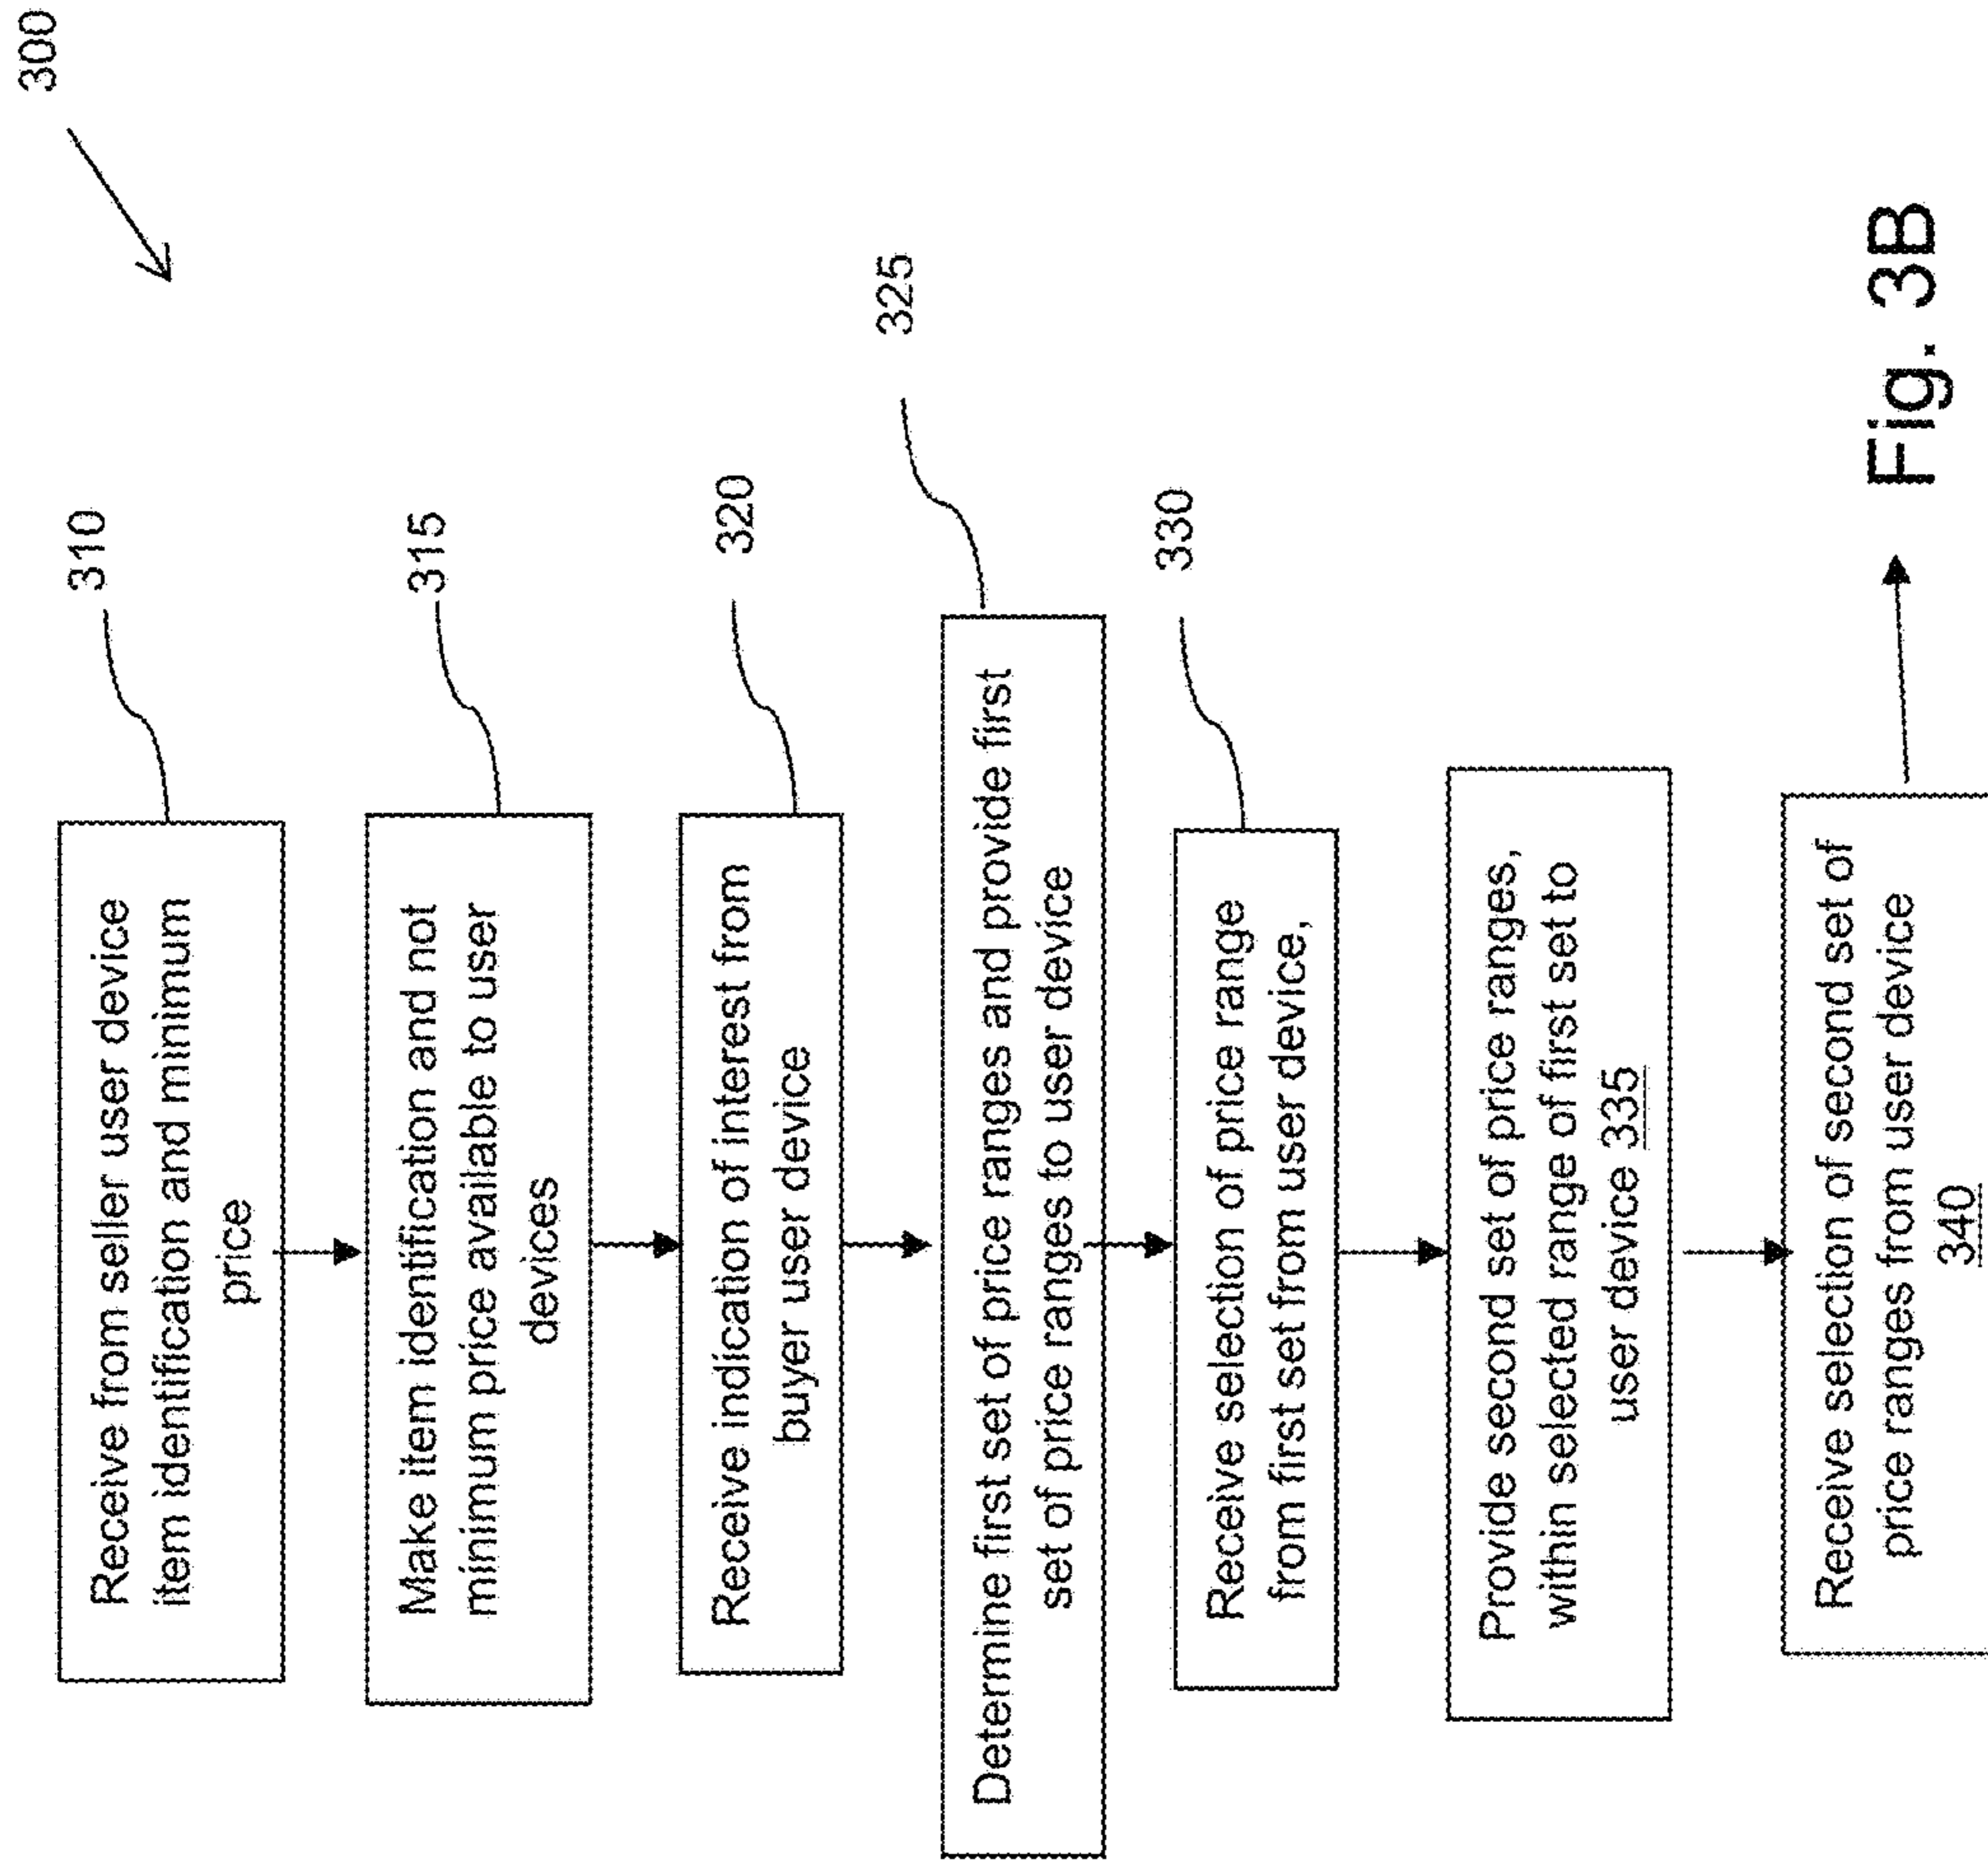 300
Receive from seller user device
item identification and minimum
price
310
Make item identification and not
minimum price available to user
devices
315
Receive indication of interest from
buyer user device
320
Determine first set of price ranges and provide first
set of price ranges to user device
325
Receive selection of price range
from first set from user device,
330
Provide second set of price ranges,
within selected range of first set to
user device 335
Receive selection of second set of
price ranges from user device
340
Fig. 3B